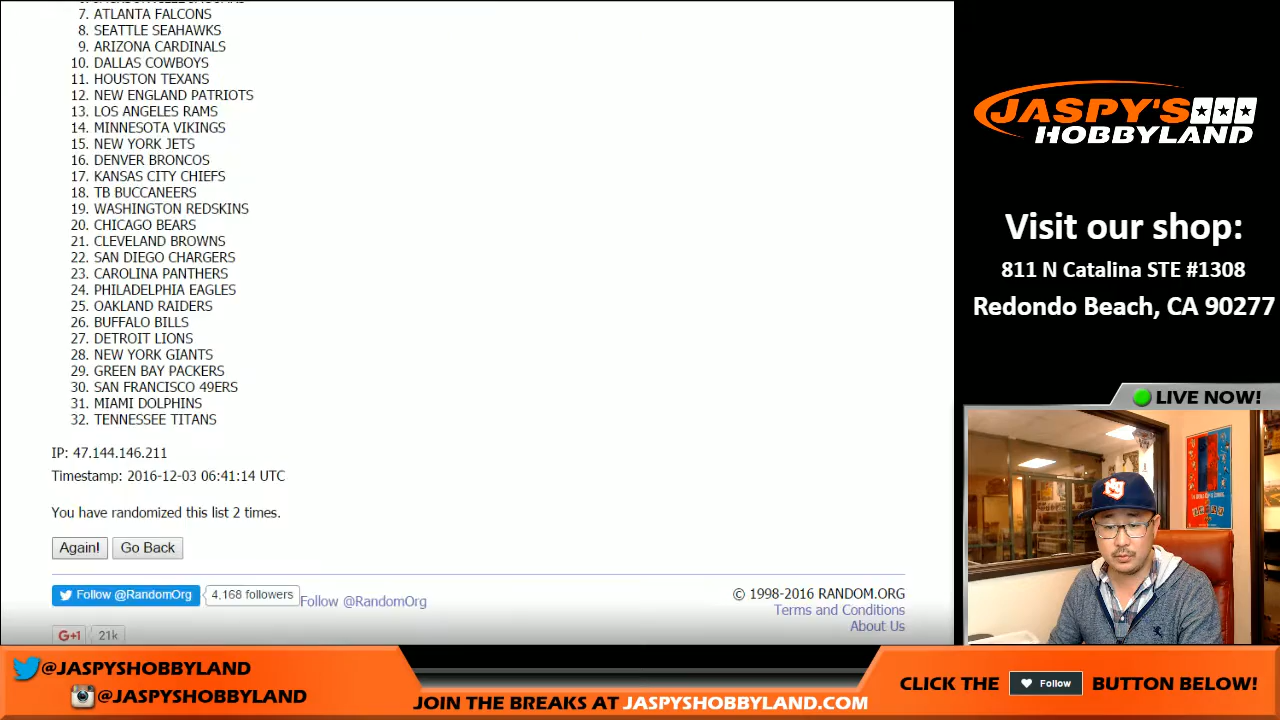 7. ATLANTA FALCONS
8. SEATTLE SEAHAWKS
9. ARIZONA CARDINALS
10. DALLAS COWBOYS
11. HOUSTON TEXANS
12. NEW ENGLAND PATRIOTS
13. LOS ANGELES RAMS
14. MINNESOTA VIKINGS
15. NEW YORK JETS
16. DENVER BRONCOS
17. KANSAS CITY CHIEFS
18. TB BUCCANEERS
19. WASHINGTON REDSKINS
20. CHICAGO BEARS
21. CLEVELAND BROWNS
22. SAN DIEGO CHARGERS
23. CAROLINA PANTHERS
24. PHILADELPHIA EAGLES
25. OAKLAND RAIDERS
26. BUFFALO BILLS
27. DETROIT LIONS
28. NEW YORK GIANTS
29. GREEN BAY PACKERS
30. SAN FRANCISCO 49ERS
31. MIAMI DOLPHINS
32. TENNESSEE TITANS
IP: 47.144.146.211
Timestamp: 2016-12-03 06:41:14 UTC
You have randomized this list 2 times.
Again! Go Back
Follow @RandomOrg 4,168 followers Follow @RandomOrg
G+1 21k
© 1998-2016 RANDOM.ORG
Terms and Conditions
About Us
JASPY'S
HOBBYLAND
Visit our shop:
811 N Catalina STE #1308
Redondo Beach, CA 90277
LIVE NOW!
@JASPYSHOBBYLAND
@JASPYSHOBBYLAND
JOIN THE BREAKS AT JASPYSHOBBYLAND.COM
CLICK THE Follow BUTTON BELOW!